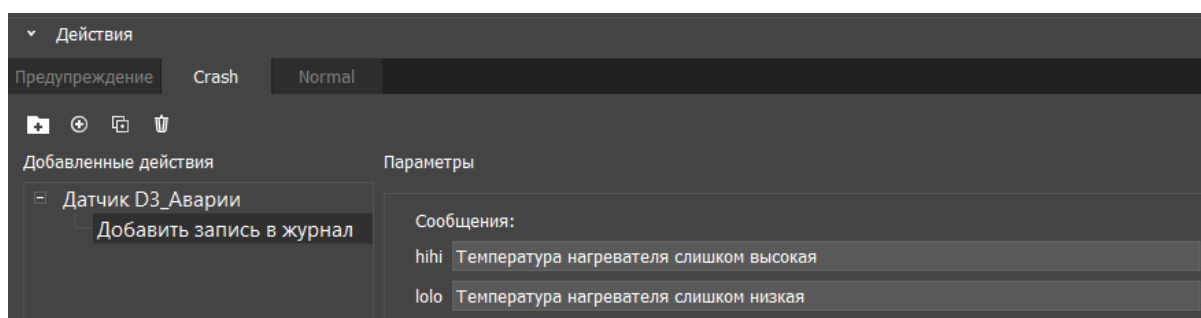 Действия
Предупреждение Crash Normal
Добавленные действия Параметры
Датчик D3_Аварии
Добавить запись в журнал
Сообщения:
hihi Температура нагревателя слишком высокая
lolo Температура нагревателя слишком низкая